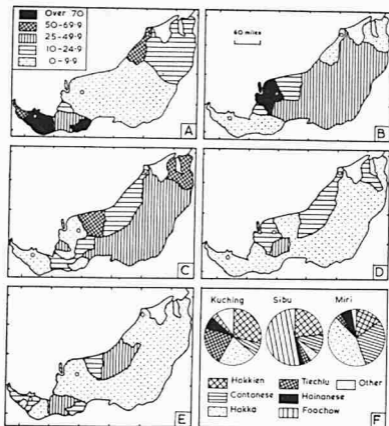 Over 70
50-69·9
25-49·9
10-24·9
0-9·9
A
60 miles
B
C
D
E
Kuching Sibu Miri
Hokkien Tiechlu Other
Cantonese Hainanese
Hakka Foochow
F